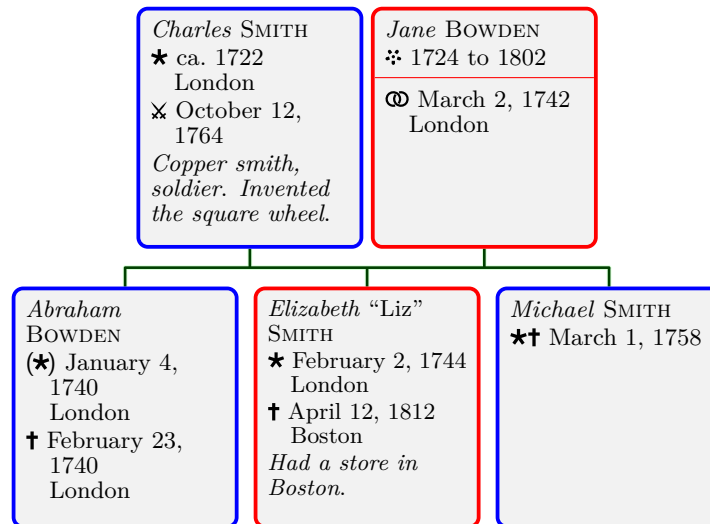 Charles SMITH
★ ca. 1722
London
⚔ October 12,
1764
Copper smith,
soldier. Invented
the square wheel.
Jane BOWDEN
⁘ 1724 to 1802
⚭ March 2, 1742
London
Abraham
BOWDEN
(★) January 4,
1740
London
† February 23,
1740
London
Elizabeth “Liz”
SMITH
★ February 2, 1744
London
† April 12, 1812
Boston
Had a store in
Boston.
Michael SMITH
★† March 1, 1758